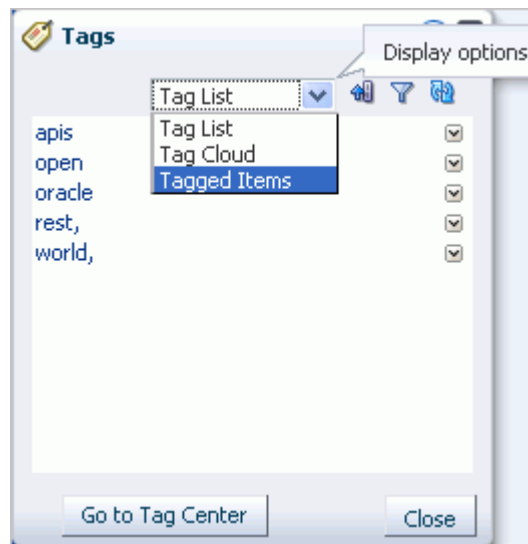 Tags
Display options
Tag List
Tag List
Tag Cloud
Tagged Items
apis
open
oracle
rest,
world,
Go to Tag Center
Close